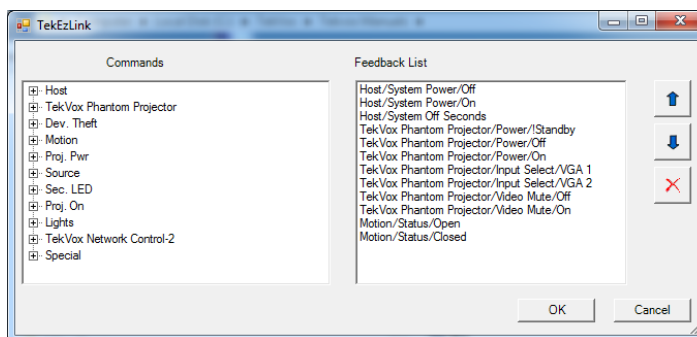 TekEzLink
Commands
Feedback List
Host
TekVox Phantom Projector
Dev. Theft
Motion
Proj. Pwr
Source
Sec. LED
Proj. On
Lights
TekVox Network Control-2
Special
Host/System Power/Off
Host/System Power/On
Host/System Off Seconds
TekVox Phantom Projector/Power/!Standby
TekVox Phantom Projector/Power/Off
TekVox Phantom Projector/Power/On
TekVox Phantom Projector/Input Select/VGA 1
TekVox Phantom Projector/Input Select/VGA 2
TekVox Phantom Projector/Video Mute/Off
TekVox Phantom Projector/Video Mute/On
Motion/Status/Open
Motion/Status/Closed
OK
Cancel